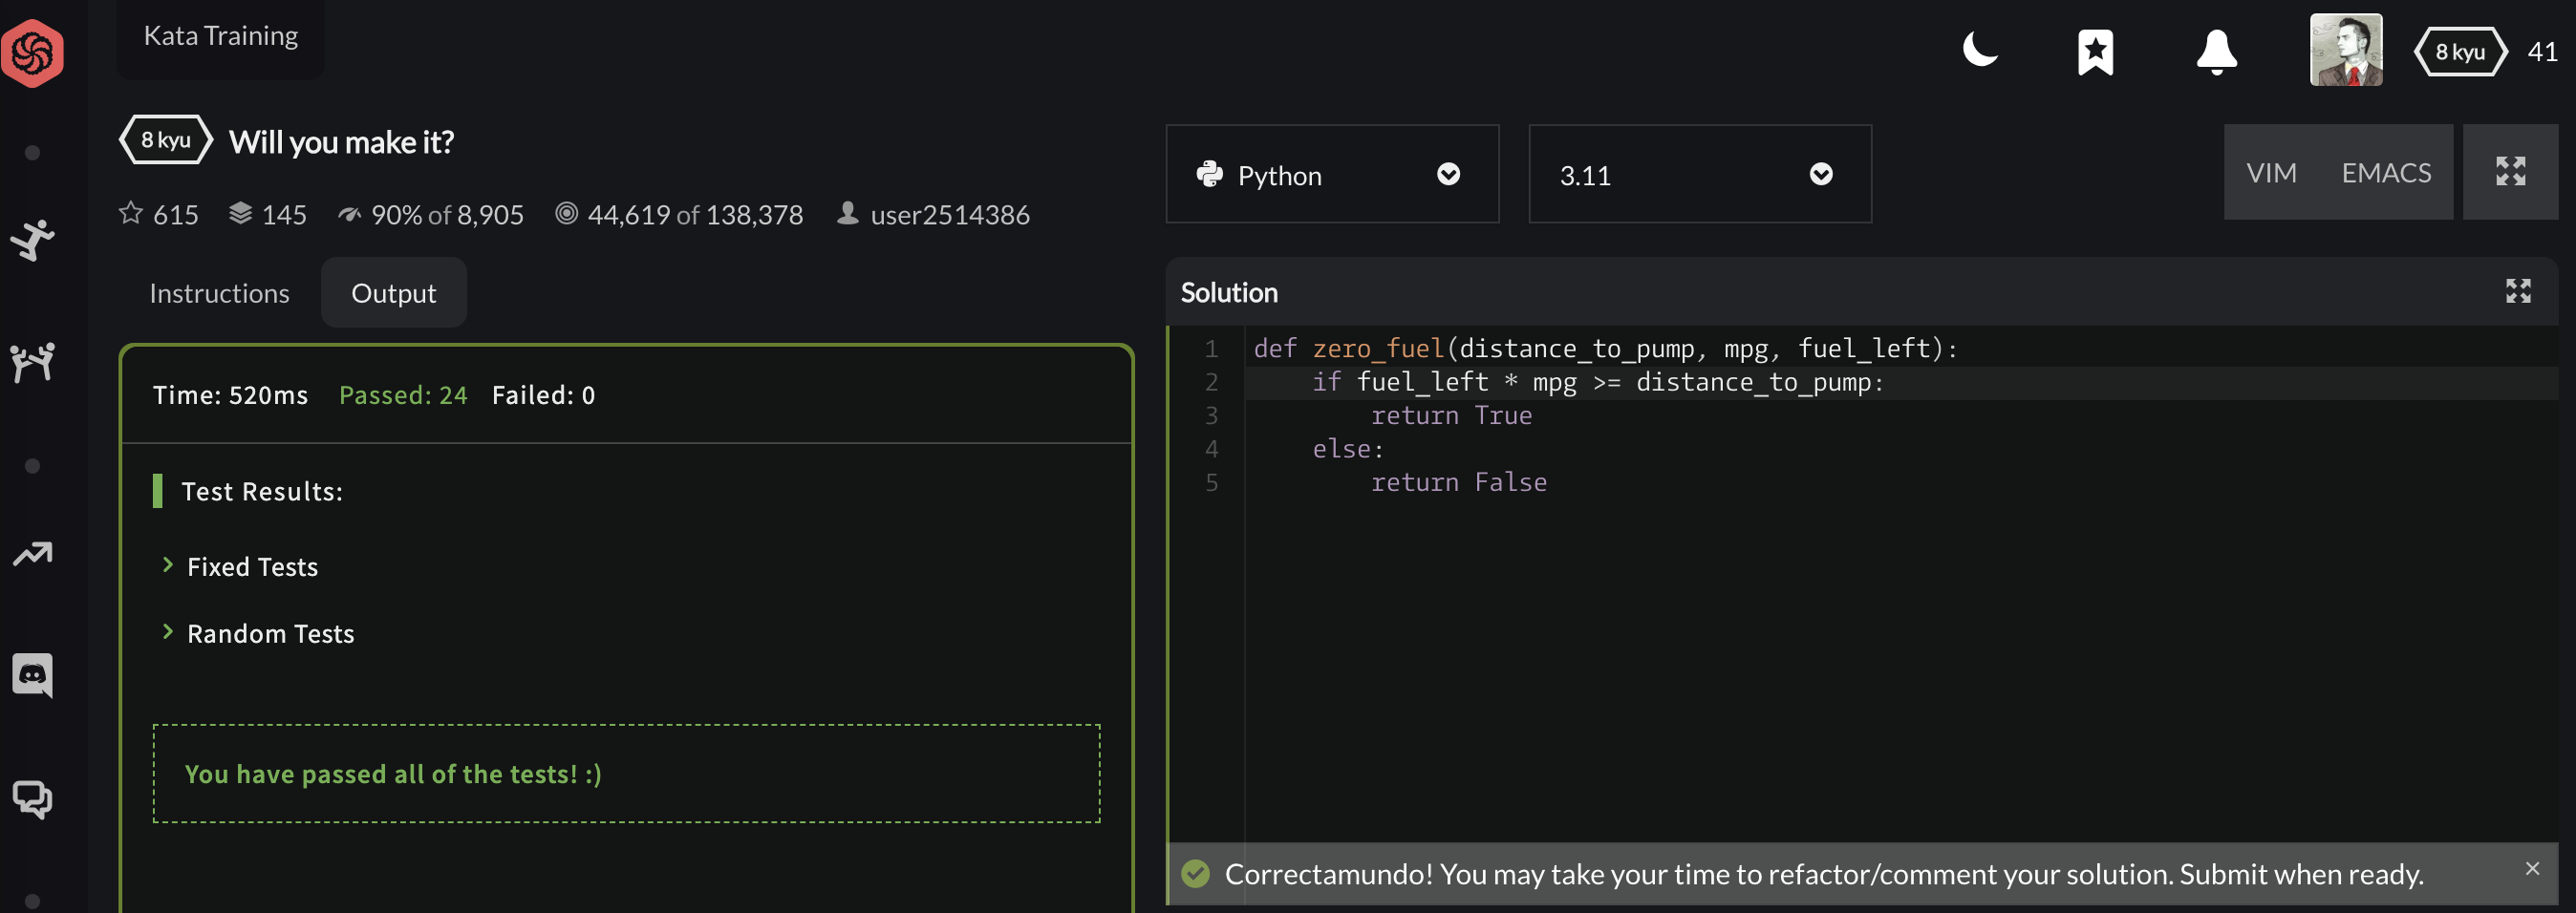 Kata Training
8 kyu 41
8 kyu Will you make it?
615 145 90% of 8,905 44,619 of 138,378 user2514386
Python 3.11 VIM EMACS
Instructions Output
Time: 520ms Passed: 24 Failed: 0
Test Results:
Fixed Tests
Random Tests
You have passed all of the tests! :)
Solution
1 def zero_fuel(distance_to_pump, mpg, fuel_left):
2     if fuel_left * mpg >= distance_to_pump:
3         return True
4     else:
5         return False
Correctamundo! You may take your time to refactor/comment your solution. Submit when ready.